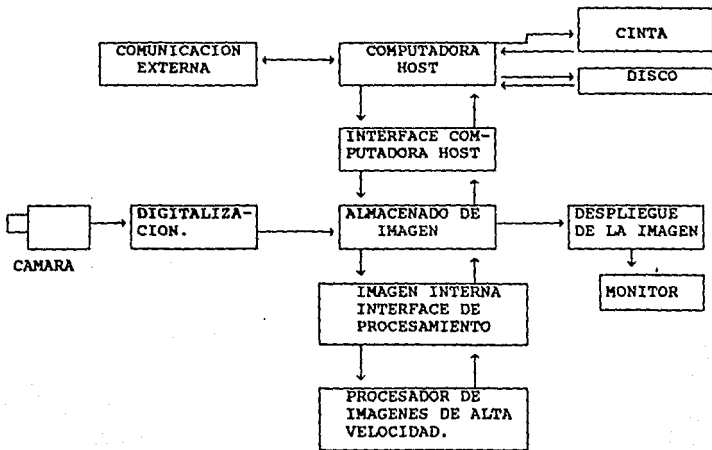 COMUNICACION
EXTERNA
COMPUTADORA
HOST
CINTA
DISCO
INTERFACE COM-
PUTADORA HOST
CAMARA
DIGITALIZA-
CION.
ALMACENADO DE
IMAGEN
DESPLIEGUE
DE LA IMAGEN
MONITOR
IMAGEN INTERNA
INTERFACE DE
PROCESAMIENTO
PROCESADOR DE
IMAGENES DE ALTA
VELOCIDAD.